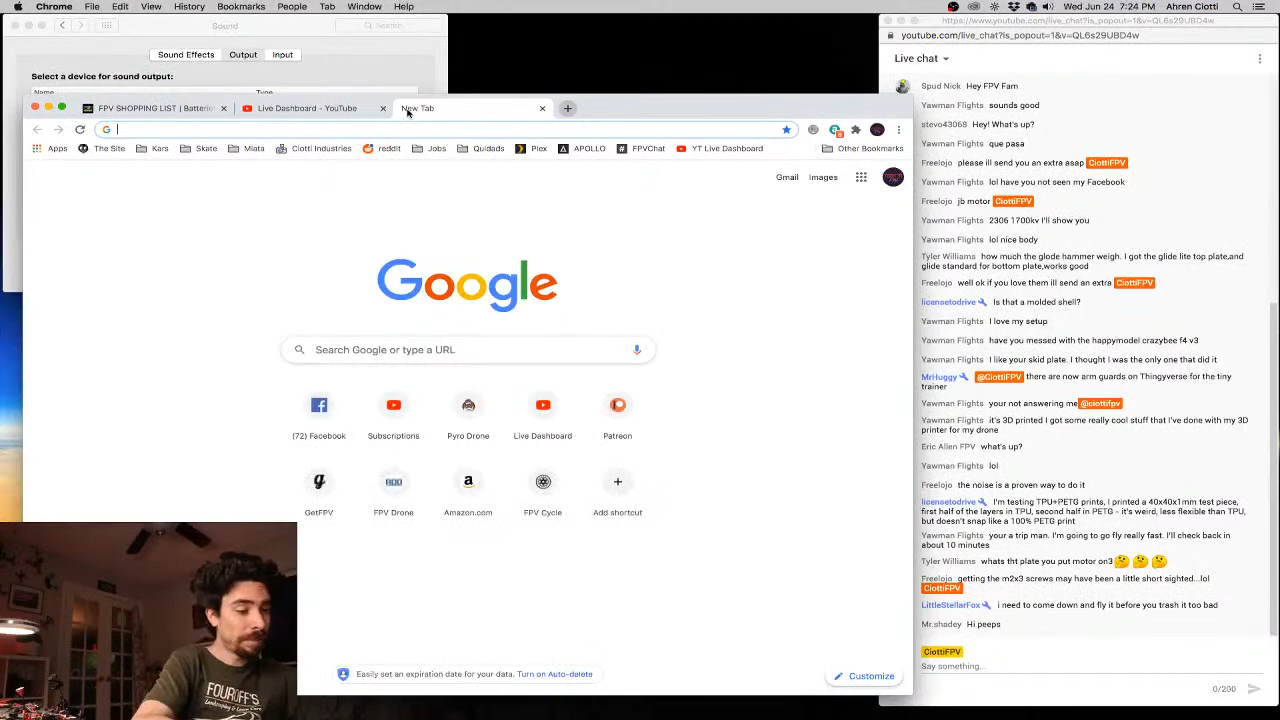 Chrome File Edit View History Bookmarks People Tab Window Help
Wed Jun 24 7:24 PM Ahren Ciotti
Sound
Search
Sound Effects Output Input
Select a device for sound output:
Name Type
FPV SHOPPING LIST | Batterie
Live Dashboard - YouTube
New Tab
Apps The Site Kars Skate Miata Ciotti Industries reddit Jobs Quidads Plex APOLLO FPVChat YT Live Dashboard Other Bookmarks
Gmail Images
Google
Search Google or type a URL
(72) Facebook Subscriptions Pyro Drone Live Dashboard Patreon
GetFPV FPV Drone Amazon.com FPV Cycle Add shortcut
Easily set an expiration date for your data. Turn on Auto-delete
Customize
FOURIFFS
https://www.youtube.com/live_chat?is_popout=1&v=QL6s29UBD4w
youtube.com/live_chat?is_popout=1&v=QL6s29UBD4w
Live chat
Spud Nick Hey FPV Fam
Yawman Flights sounds good
stevo43068 Hey! What's up?
Yawman Flights que pasa
Freelojo please ill send you an extra asap CiottiFPV
Yawman Flights lol have you not seen my Facebook
Freelojo jb motor CiottiFPV
Yawman Flights 2306 1700kv I'll show you
Yawman Flights lol nice body
Tyler Williams how much the glode hammer weigh. I got the glide lite top plate,and
glide standard for bottom plate,works good
Freelojo well ok if you love them ill send an extra CiottiFPV
licensetodrive Is that a molded shell?
Yawman Flights I love my setup
Yawman Flights have you messed with the happymodel crazybee f4 v3
Yawman Flights I like your skid plate. I thought I was the only one that did it
MrHuggy @CiottiFPV there are now arm guards on Thingyverse for the tiny
trainer
Yawman Flights your not answering me @ciottifpv
Yawman Flights it's 3D printed I got some really cool stuff that I've done with my 3D
printer for my drone
Eric Allen FPV what's up?
Yawman Flights lol
Freelojo the noise is a proven way to do it
licensetodrive I'm testing TPU+PETG prints, I printed a 40x40x1mm test piece,
first half of the layers in TPU, second half in PETG - it's weird, less flexible than TPU,
but doesn't snap like a 100% PETG print
Yawman Flights your a trip man. I'm going to go fly really fast. I'll check back in
about 10 minutes
Tyler Williams whats tht plate you put motor on3🤔 🤔 🤔
Freelojo getting the m2x3 screws may have been a little short sighted...lol
CiottiFPV
LittleStellarFox i need to come down and fly it before you trash it too bad
Mr.shadey Hi peeps
CiottiFPV
Say something...
0/200